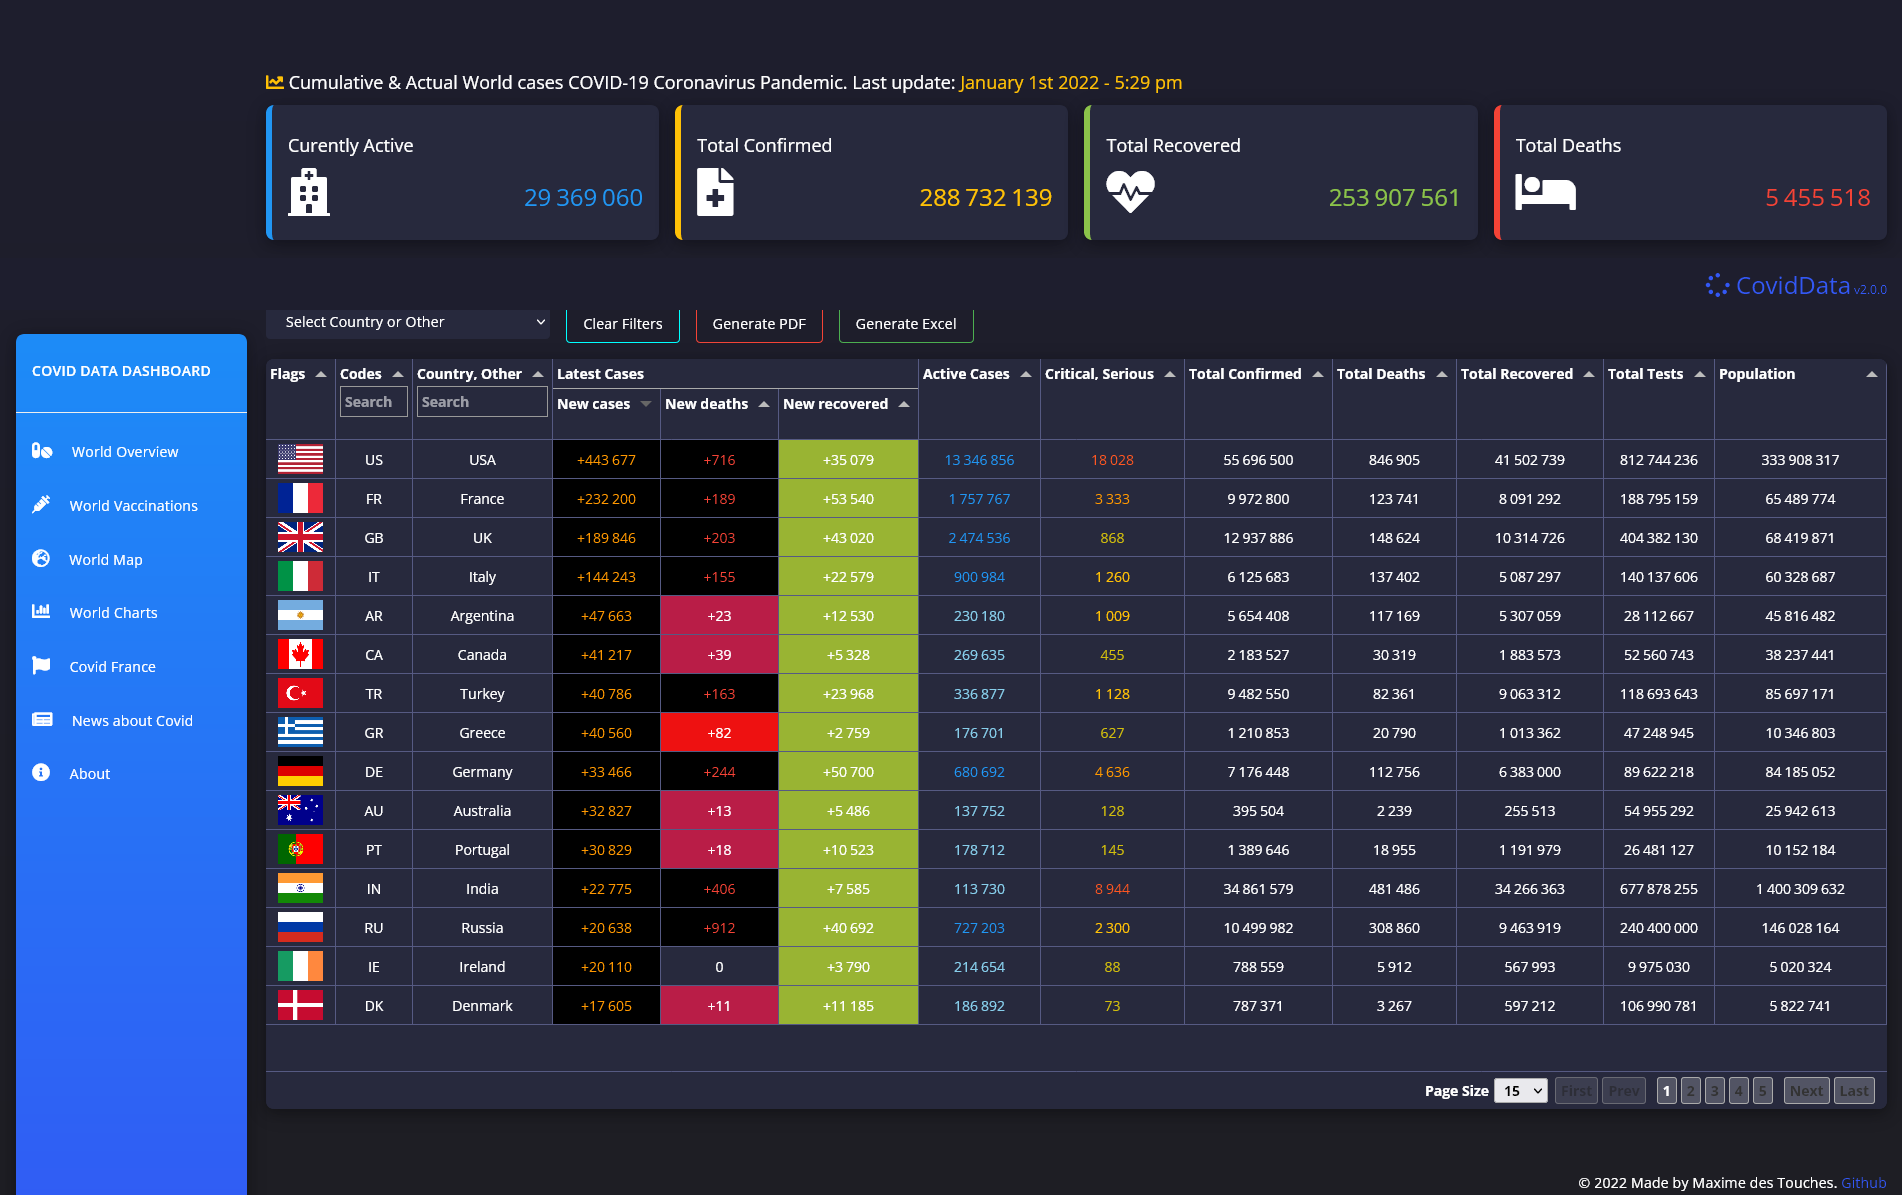 Cumulative & Actual World cases COVID-19 Coronavirus Pandemic. Last update: January 1st 2022 - 5:29 pm
Curently Active
29 369 060
Total Confirmed
288 732 139
Total Recovered
253 907 561
Total Deaths
5 455 518
CovidData v2.0.0
Select Country or Other
Clear Filters
Generate PDF
Generate Excel
COVID DATA DASHBOARD
World Overview
World Vaccinations
World Map
World Charts
Covid France
News about Covid
About
Flags Codes Country, Other Latest Cases Active Cases Critical, Serious Total Confirmed Total Deaths Total Recovered Total Tests Population
Search Search New cases New deaths New recovered
US USA +443 677 +716 +35 079 13 346 856 18 028 55 696 500 846 905 41 502 739 812 744 236 333 908 317
FR France +232 200 +189 +53 540 1 757 767 3 333 9 972 800 123 741 8 091 292 188 795 159 65 489 774
GB UK +189 846 +203 +43 020 2 474 536 868 12 937 886 148 624 10 314 726 404 382 130 68 419 871
IT Italy +144 243 +155 +22 579 900 984 1 260 6 125 683 137 402 5 087 297 140 137 606 60 328 687
AR Argentina +47 663 +23 +12 530 230 180 1 009 5 654 408 117 169 5 307 059 28 112 667 45 816 482
CA Canada +41 217 +39 +5 328 269 635 455 2 183 527 30 319 1 883 573 52 560 743 38 237 441
TR Turkey +40 786 +163 +23 968 336 877 1 128 9 482 550 82 361 9 063 312 118 693 643 85 697 171
GR Greece +40 560 +82 +2 759 176 701 627 1 210 853 20 790 1 013 362 47 248 945 10 346 803
DE Germany +33 466 +244 +50 700 680 692 4 636 7 176 448 112 756 6 383 000 89 622 218 84 185 052
AU Australia +32 827 +13 +5 486 137 752 128 395 504 2 239 255 513 54 955 292 25 942 613
PT Portugal +30 829 +18 +10 523 178 712 145 1 389 646 18 955 1 191 979 26 481 127 10 152 184
IN India +22 775 +406 +7 585 113 730 8 944 34 861 579 481 486 34 266 363 677 878 255 1 400 309 632
RU Russia +20 638 +912 +40 692 727 203 2 300 10 499 982 308 860 9 463 919 240 400 000 146 028 164
IE Ireland +20 110 0 +3 790 214 654 88 788 559 5 912 567 993 9 975 030 5 020 324
DK Denmark +17 605 +11 +11 185 186 892 73 787 371 3 267 597 212 106 990 781 5 822 741
Page Size 15 First Prev 1 2 3 4 5 Next Last
© 2022 Made by Maxime des Touches. Github